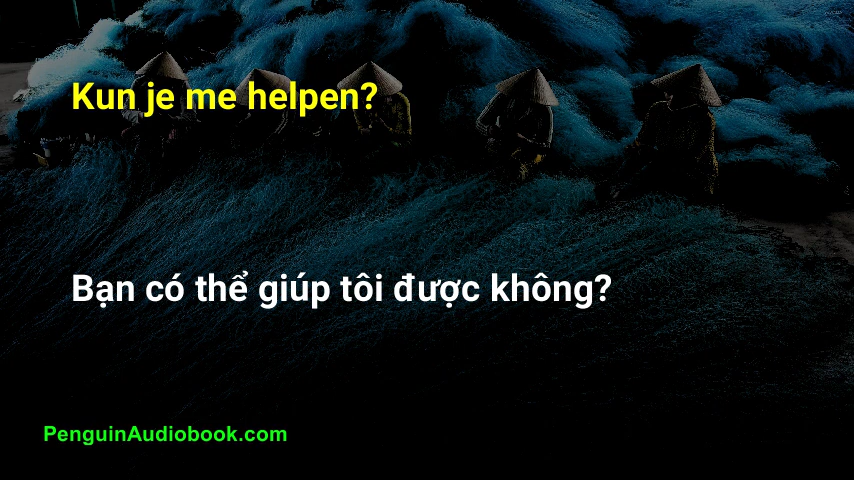 Kun je me helpen?
Bạn có thể giúp tôi được không?
PenguinAudiobook.com